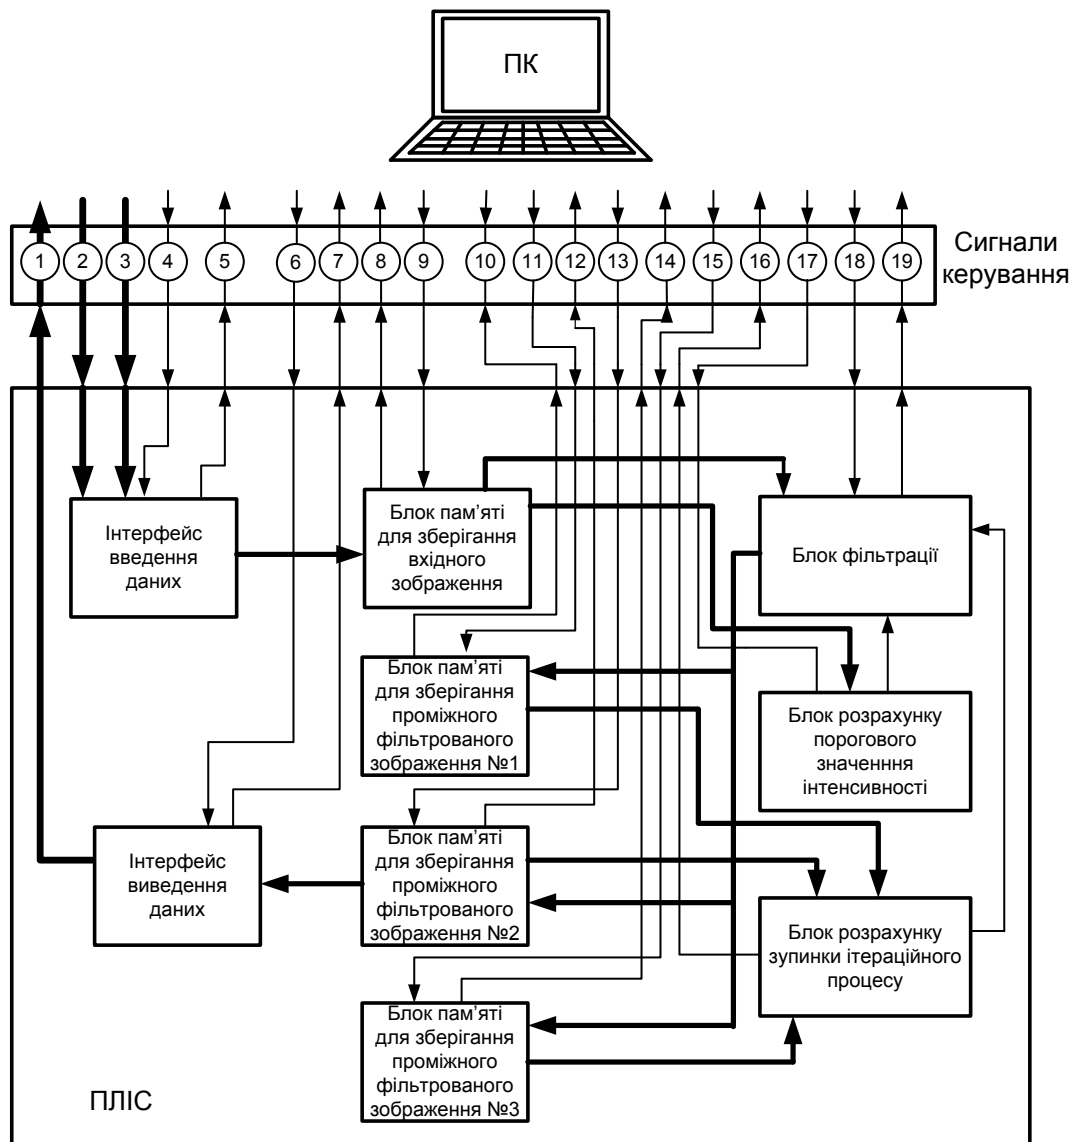 ПК
1 2 3 4 5 6 7 8 9 10 11 12 13 14 15 16 17 18 19
Сигнали
керування
Інтерфейс
введення
даних
Блок пам’яті
для зберігання
вхідного
зображення
Блок фільтрації
Блок пам’яті
для зберігання
проміжного
фільтрованого
зображення №1
Блок розрахунку
порогового
значенння
інтенсивності
Інтерфейс
виведення
даних
Блок пам’яті
для зберігання
проміжного
фільтрованого
зображення №2
Блок розрахунку
зупинки ітераційного
процесу
Блок пам’яті
для зберігання
проміжного
фільтрованого
зображення №3
ПЛІС